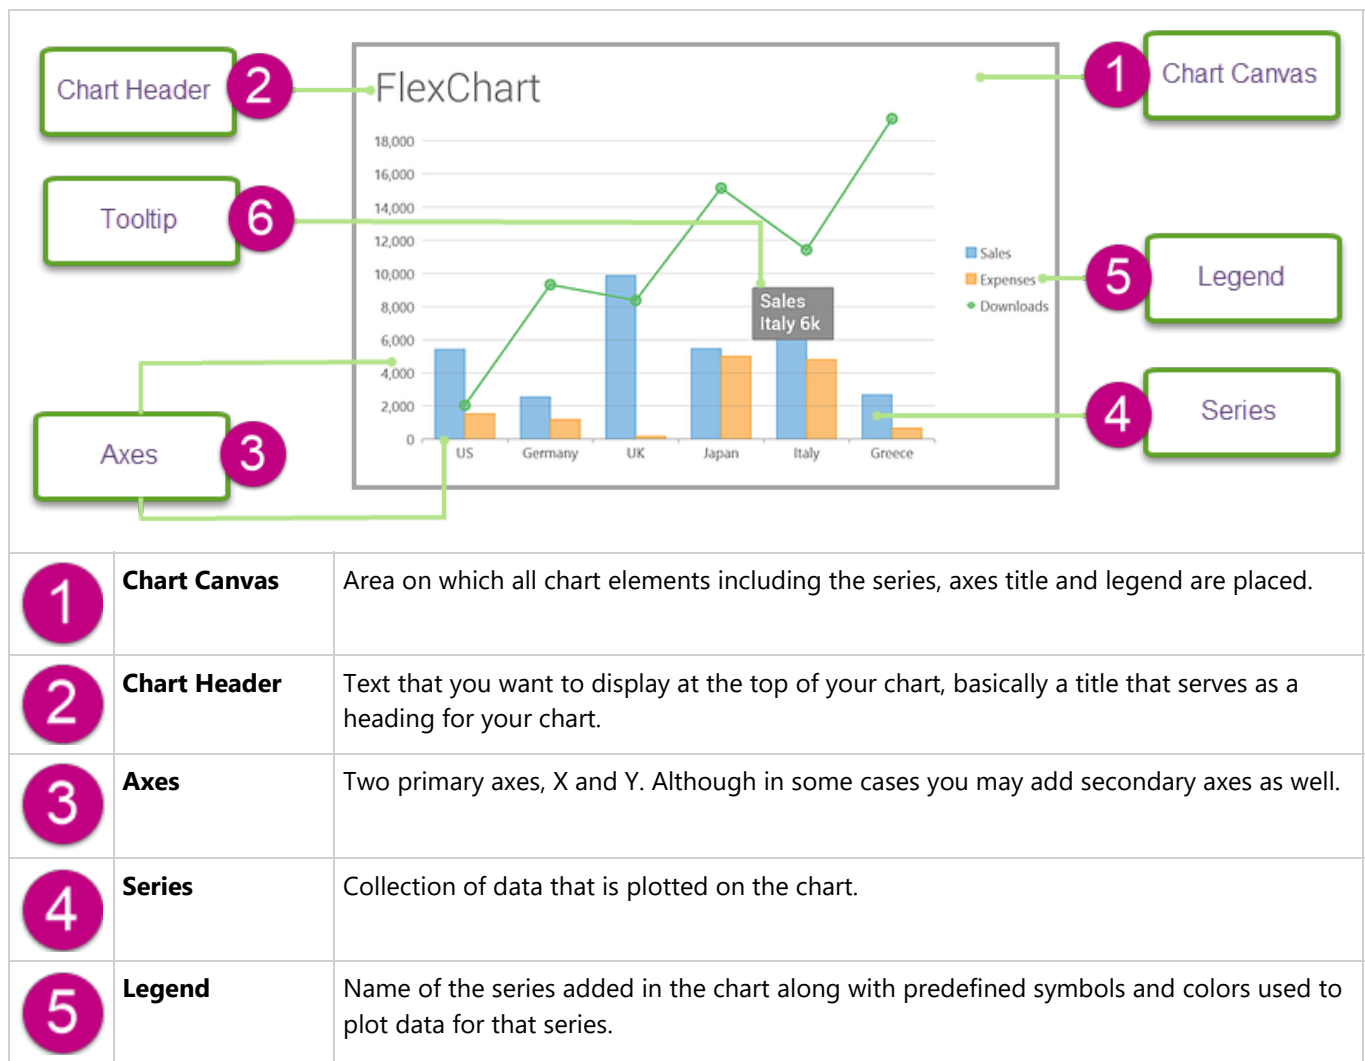 Chart Header
2
FlexChart
1
Chart Canvas
18,000
16,000
14,000
12,000
10,000
8,000
6,000
4,000
2,000
0
Tooltip
6
Sales
Italy 6k
Sales
Expenses
Downloads
5
Legend
4
Series
Axes
3
US
Germany
UK
Japan
Italy
Greece
1
Chart Canvas
Area on which all chart elements including the series, axes title and legend are placed.
2
Chart Header
Text that you want to display at the top of your chart, basically a title that serves as a
heading for your chart.
3
Axes
Two primary axes, X and Y. Although in some cases you may add secondary axes as well.
4
Series
Collection of data that is plotted on the chart.
5
Legend
Name of the series added in the chart along with predefined symbols and colors used to
plot data for that series.